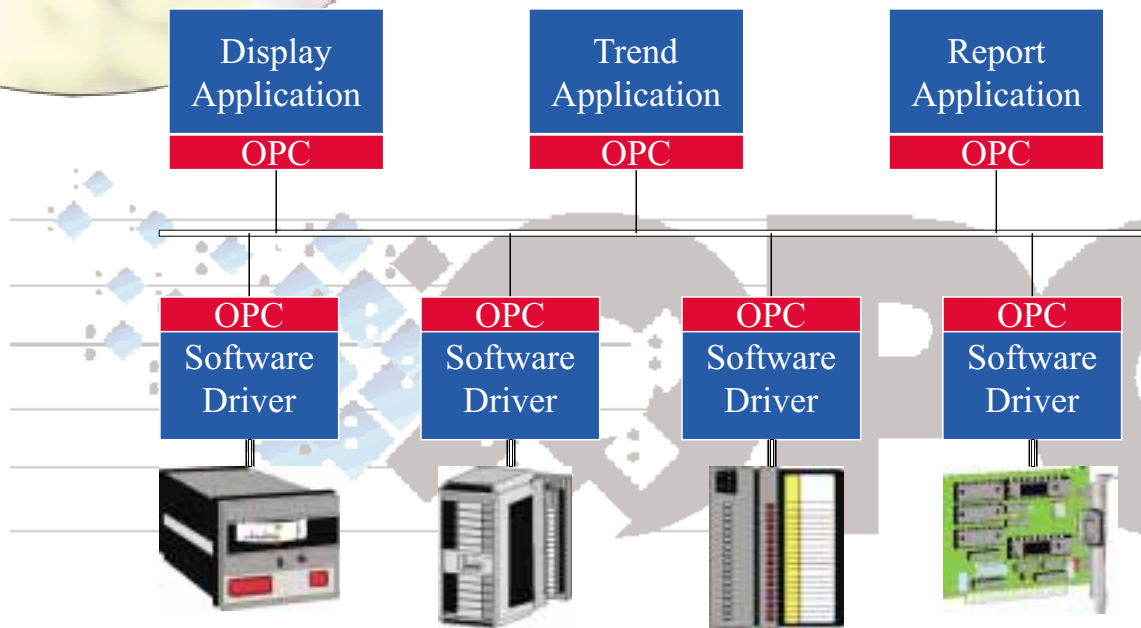 Display
Application
OPC
Trend
Application
OPC
Report
Application
OPC
OPC
Software
Driver
OPC
Software
Driver
OPC
Software
Driver
OPC
Software
Driver